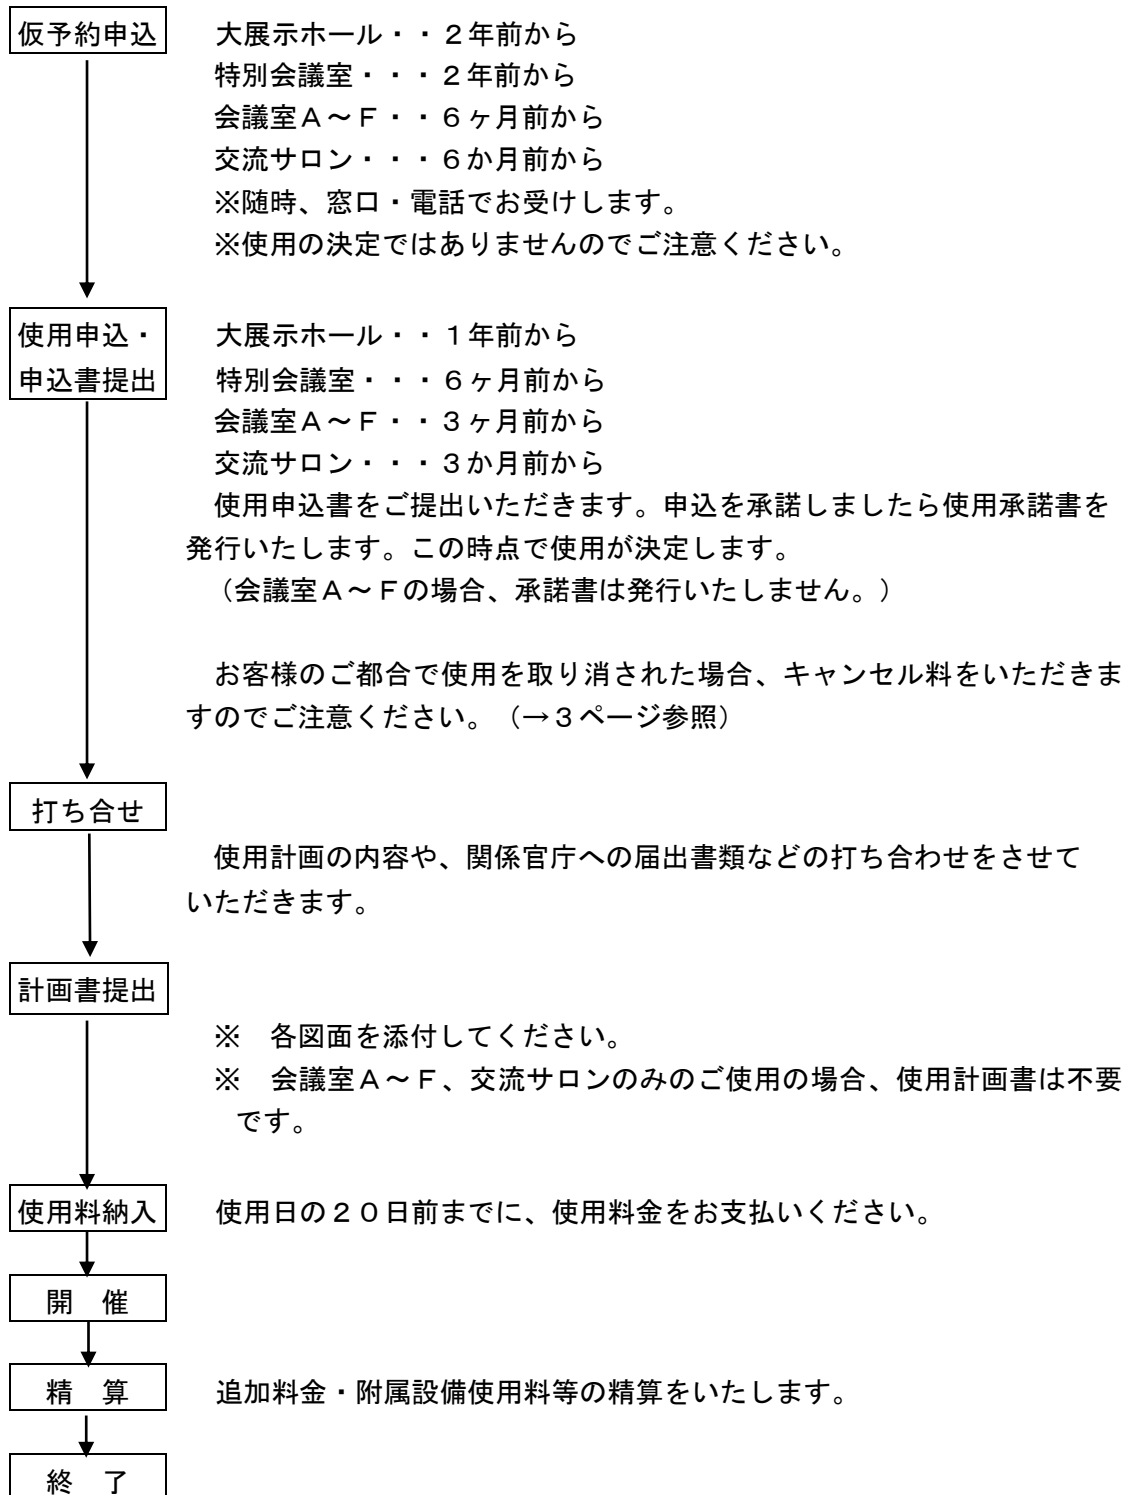 仮予約申込
大展示ホール・・２年前から
特別会議室・・・２年前から
会議室Ａ～Ｆ・・６ヶ月前から
交流サロン・・・６か月前から
※随時、窓口・電話でお受けします。
※使用の決定ではありませんのでご注意ください。
使用申込・
申込書提出
大展示ホール・・１年前から
特別会議室・・・６ヶ月前から
会議室Ａ～Ｆ・・３ヶ月前から
交流サロン・・・３か月前から
使用申込書をご提出いただきます。申込を承諾しましたら使用承諾書を
発行いたします。この時点で使用が決定します。
（会議室Ａ～Ｆの場合、承諾書は発行いたしません。）
お客様のご都合で使用を取り消された場合、キャンセル料をいただきま
すのでご注意ください。（→３ページ参照）
打ち合せ
使用計画の内容や、関係官庁への届出書類などの打ち合わせをさせて
いただきます。
計画書提出
※　各図面を添付してください。
※　会議室Ａ～Ｆ、交流サロンのみのご使用の場合、使用計画書は不要
です。
使用料納入
使用日の２０日前までに、使用料金をお支払いください。
開　催
精　算
追加料金・附属設備使用料等の精算をいたします。
終　了